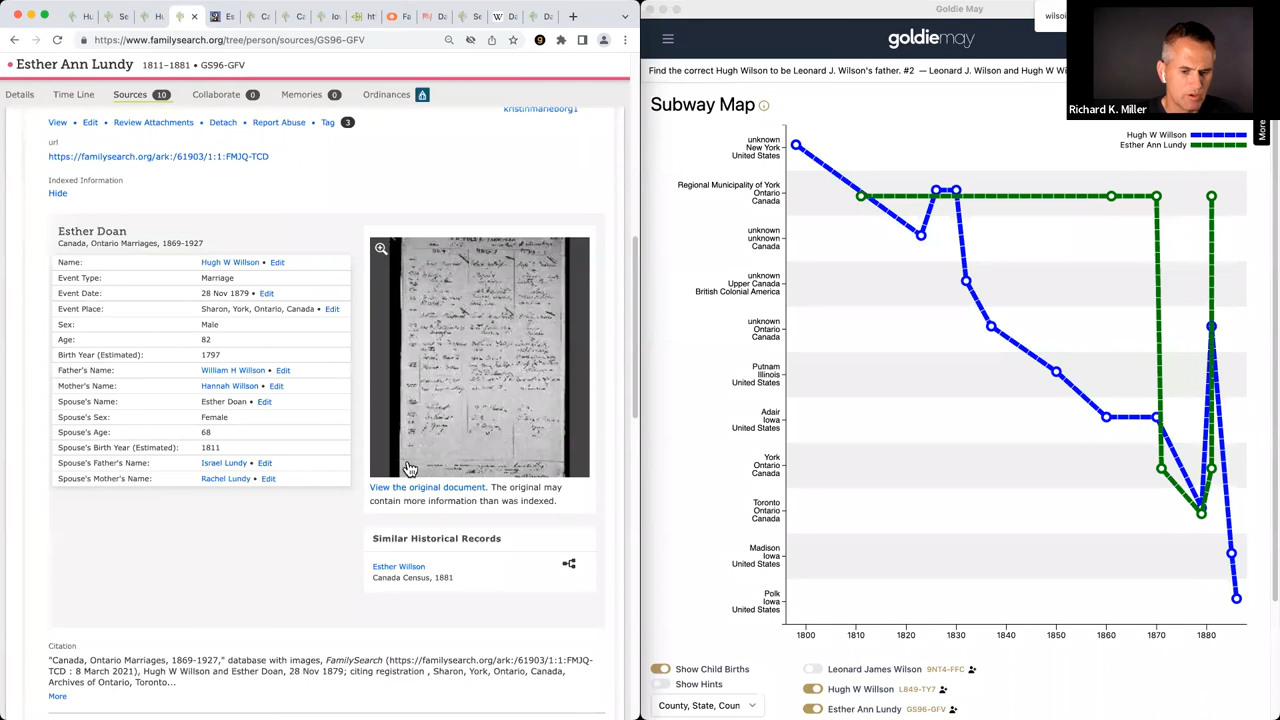 Goldie May
wilson
https://www.familysearch.org/tree/person/sources/GS96-GFV
goldiemay
Esther Ann Lundy 1811–1881 • GS96-GFV
Find the correct Hugh Wilson to be Leonard J. Wilson's father. #2 — Leonard J. Wilson and Hugh W Wi
Details Time Line Sources 10 Collaborate 0 Memories 0 Ordinances
Richard K. Miller
More
kristinmarieborg1
View • Edit • Review Attachments • Detach • Report Abuse • Tag 3
url
https://familysearch.org/ark:/61903/1:1:FMJQ-TCD
Indexed Information
Hide
Esther Doan
Canada, Ontario Marriages, 1869-1927
Name: Hugh W Willson • Edit
Event Type: Marriage
Event Date: 28 Nov 1879 • Edit
Event Place: Sharon, York, Ontario, Canada • Edit
Sex: Male
Age: 82
Birth Year (Estimated): 1797
Father's Name: William H Willson • Edit
Mother's Name: Hannah Willson • Edit
Spouse's Name: Esther Doan • Edit
Spouse's Sex: Female
Spouse's Age: 68
Spouse's Birth Year (Estimated): 1811
Spouse's Father's Name: Israel Lundy • Edit
Spouse's Mother's Name: Rachel Lundy • Edit
View the original document. The original may
contain more information than was indexed.
Similar Historical Records
Esther Willson
Canada Census, 1881
Citation
"Canada, Ontario Marriages, 1869-1927," database with images, FamilySearch (https://familysearch.org/ark:/61903/1:1:FMJQ-
TCD : 8 March 2021), Hugh W Willson and Esther Doan, 28 Nov 1879; citing registration , Sharon, York, Ontario, Canada,
Archives of Ontario, Toronto...
More
Subway Map
Hugh W Willson
Esther Ann Lundy
unknown
New York
United States
Regional Municipality of York
Ontario
Canada
unknown
unknown
Canada
unknown
Upper Canada
British Colonial America
unknown
Ontario
Canada
Putnam
Illinois
United States
Adair
Iowa
United States
York
Ontario
Canada
Toronto
Ontario
Canada
Madison
Iowa
United States
Polk
Iowa
United States
1800 1810 1820 1830 1840 1850 1860 1870 1880
Show Child Births
Show Hints
County, State, Coun
Leonard James Wilson 9NT4-FFC
Hugh W Willson L849-TY7
Esther Ann Lundy GS96-GFV